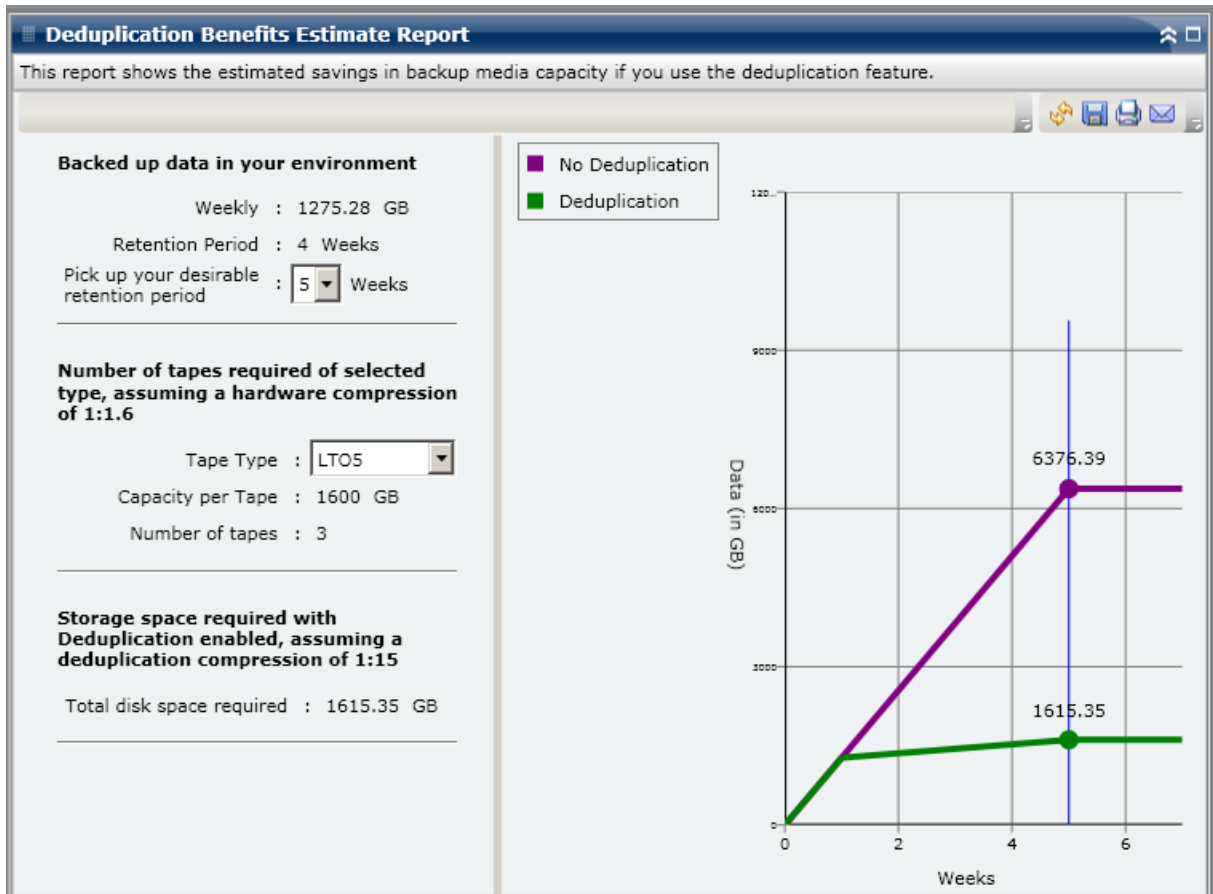 Deduplication Benefits Estimate Report
This report shows the estimated savings in backup media capacity if you use the deduplication feature.
Backed up data in your environment
Weekly : 1275.28 GB
Retention Period : 4 Weeks
Pick up your desirable
retention period : 5 Weeks
Number of tapes required of selected
type, assuming a hardware compression
of 1:1.6
Tape Type : LTO5
Capacity per Tape : 1600 GB
Number of tapes : 3
Storage space required with
Deduplication enabled, assuming a
deduplication compression of 1:15
Total disk space required : 1615.35 GB
No Deduplication
Deduplication
120...
9000
6000
3000
0
Data (in GB)
6376.39
1615.35
0 2 4 6
Weeks